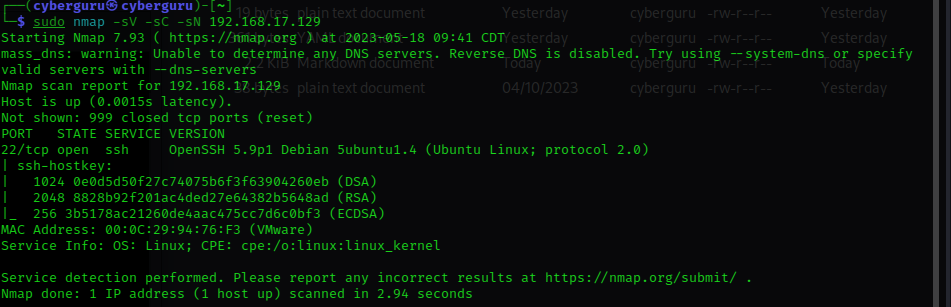 ┌──(cyberguru㉿cyberguru)-[~]
└─$ sudo nmap -sV -sC -sN 192.168.17.129
19 bytes plain text document Yesterday cyberguru -rw-r--r-- Yesterday
Starting Nmap 7.93 ( https://nmap.org ) at 2023-05-18 09:41 CDT
mass_dns: warning: Unable to determine any DNS servers. Reverse DNS is disabled. Try using --system-dns or specify
valid servers with --dns-servers
KiB Markdown document Today cyberguru -rw-r--r-- Today
Nmap scan report for 192.168.17.129
bytes plain text document 04/10/2023 cyberguru -rw-r--r-- Yesterday
Host is up (0.0015s latency).
Not shown: 999 closed tcp ports (reset)
PORT   STATE SERVICE VERSION
22/tcp open  ssh     OpenSSH 5.9p1 Debian 5ubuntu1.4 (Ubuntu Linux; protocol 2.0)
| ssh-hostkey:
|   1024 0e0d5d50f27c74075b6f3f63904260eb (DSA)
|   2048 8828b92f201ac4ded27e64382b5648ad (RSA)
|_  256 3b5178ac21260de4aac475cc7d6c0bf3 (ECDSA)
MAC Address: 00:0C:29:94:76:F3 (VMware)
Service Info: OS: Linux; CPE: cpe:/o:linux:linux_kernel

Service detection performed. Please report any incorrect results at https://nmap.org/submit/ .
Nmap done: 1 IP address (1 host up) scanned in 2.94 seconds